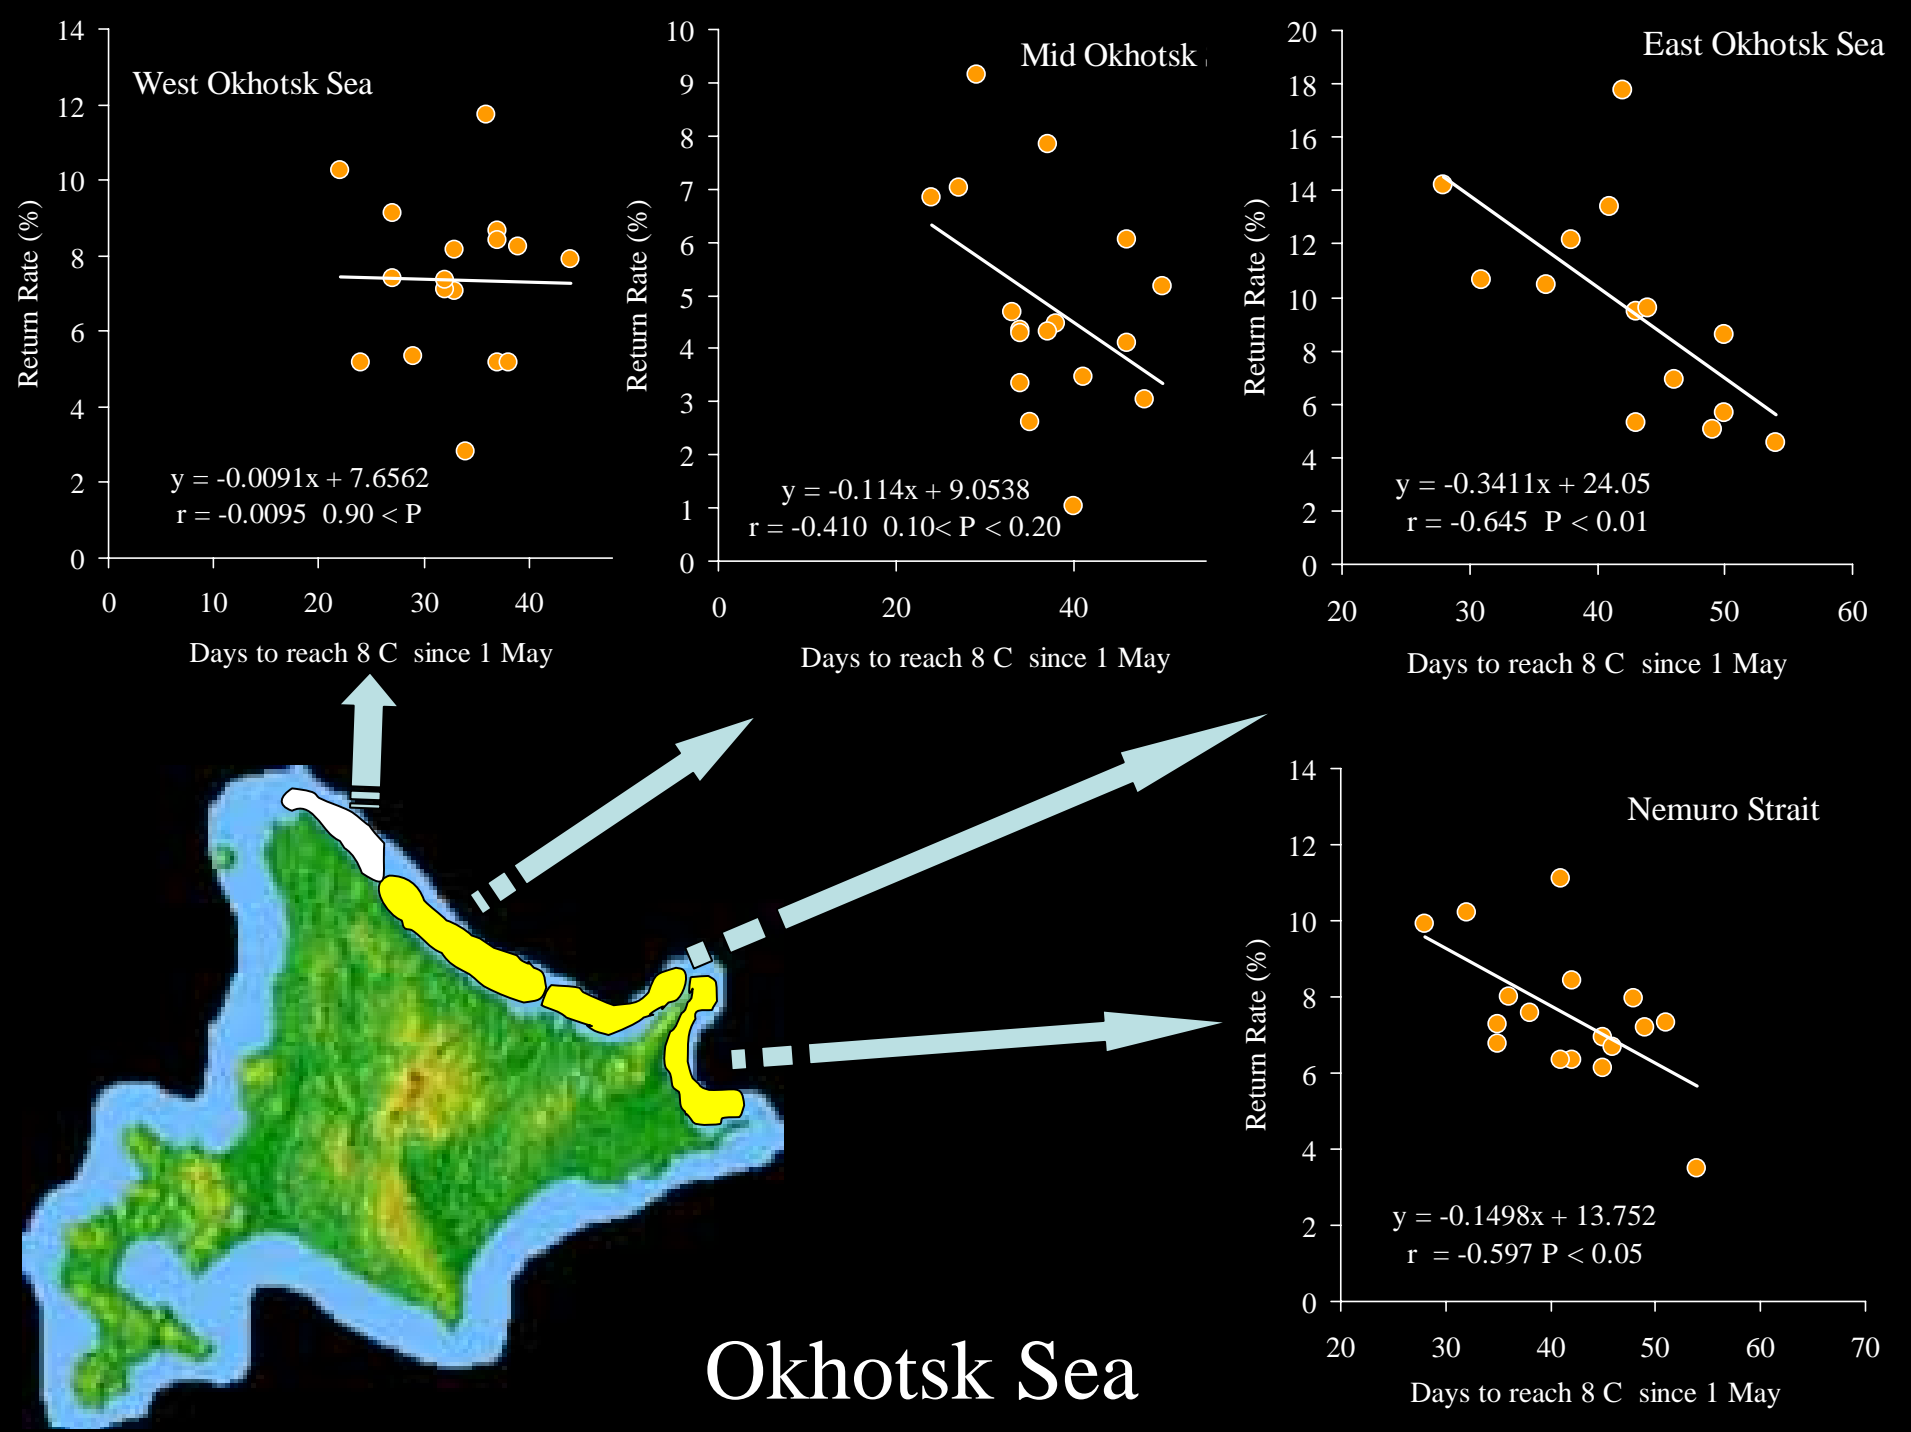 West Okhotsk Sea
14
12
10
8
6
4
2
0
Return Rate (%)
y = -0.0091x + 7.6562
r = -0.0095 0.90 < P
0 10 20 30 40
Days to reach 8 C since 1 May
Mid Okhotsk
10
9
8
7
6
5
4
3
2
1
0
Return Rate (%)
y = -0.114x + 9.0538
r = -0.410 0.10< P < 0.20
0 20 40
Days to reach 8 C since 1 May
East Okhotsk Sea
20
18
16
14
12
10
8
6
4
2
0
Return Rate (%)
y = -0.3411x + 24.05
r = -0.645 P < 0.01
20 30 40 50 60
Days to reach 8 C since 1 May
Nemuro Strait
14
12
10
8
6
4
2
0
Return Rate (%)
y = -0.1498x + 13.752
r = -0.597 P < 0.05
20 30 40 50 60 70
Days to reach 8 C since 1 May
Okhotsk Sea